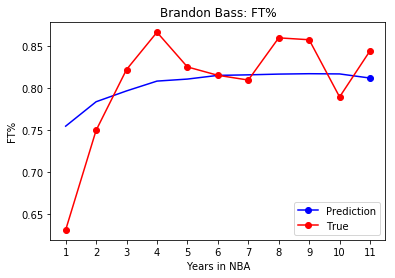 Brandon Bass: FT%
FT%
0.85
0.80
0.75
0.70
0.65
Prediction
True
1 2 3 4 5 6 7 8 9 10 11
Years in NBA